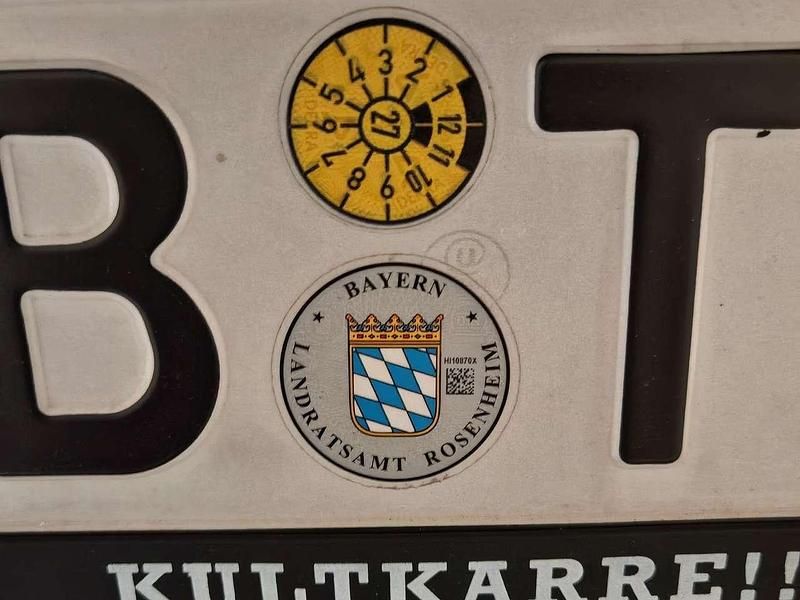 B T
3 2 1 12 11 10 9 8 7 6 5 4
27
BAYERN
HI10870X
LANDRATSAMT ROSENHEIM
KULTKARRE!!